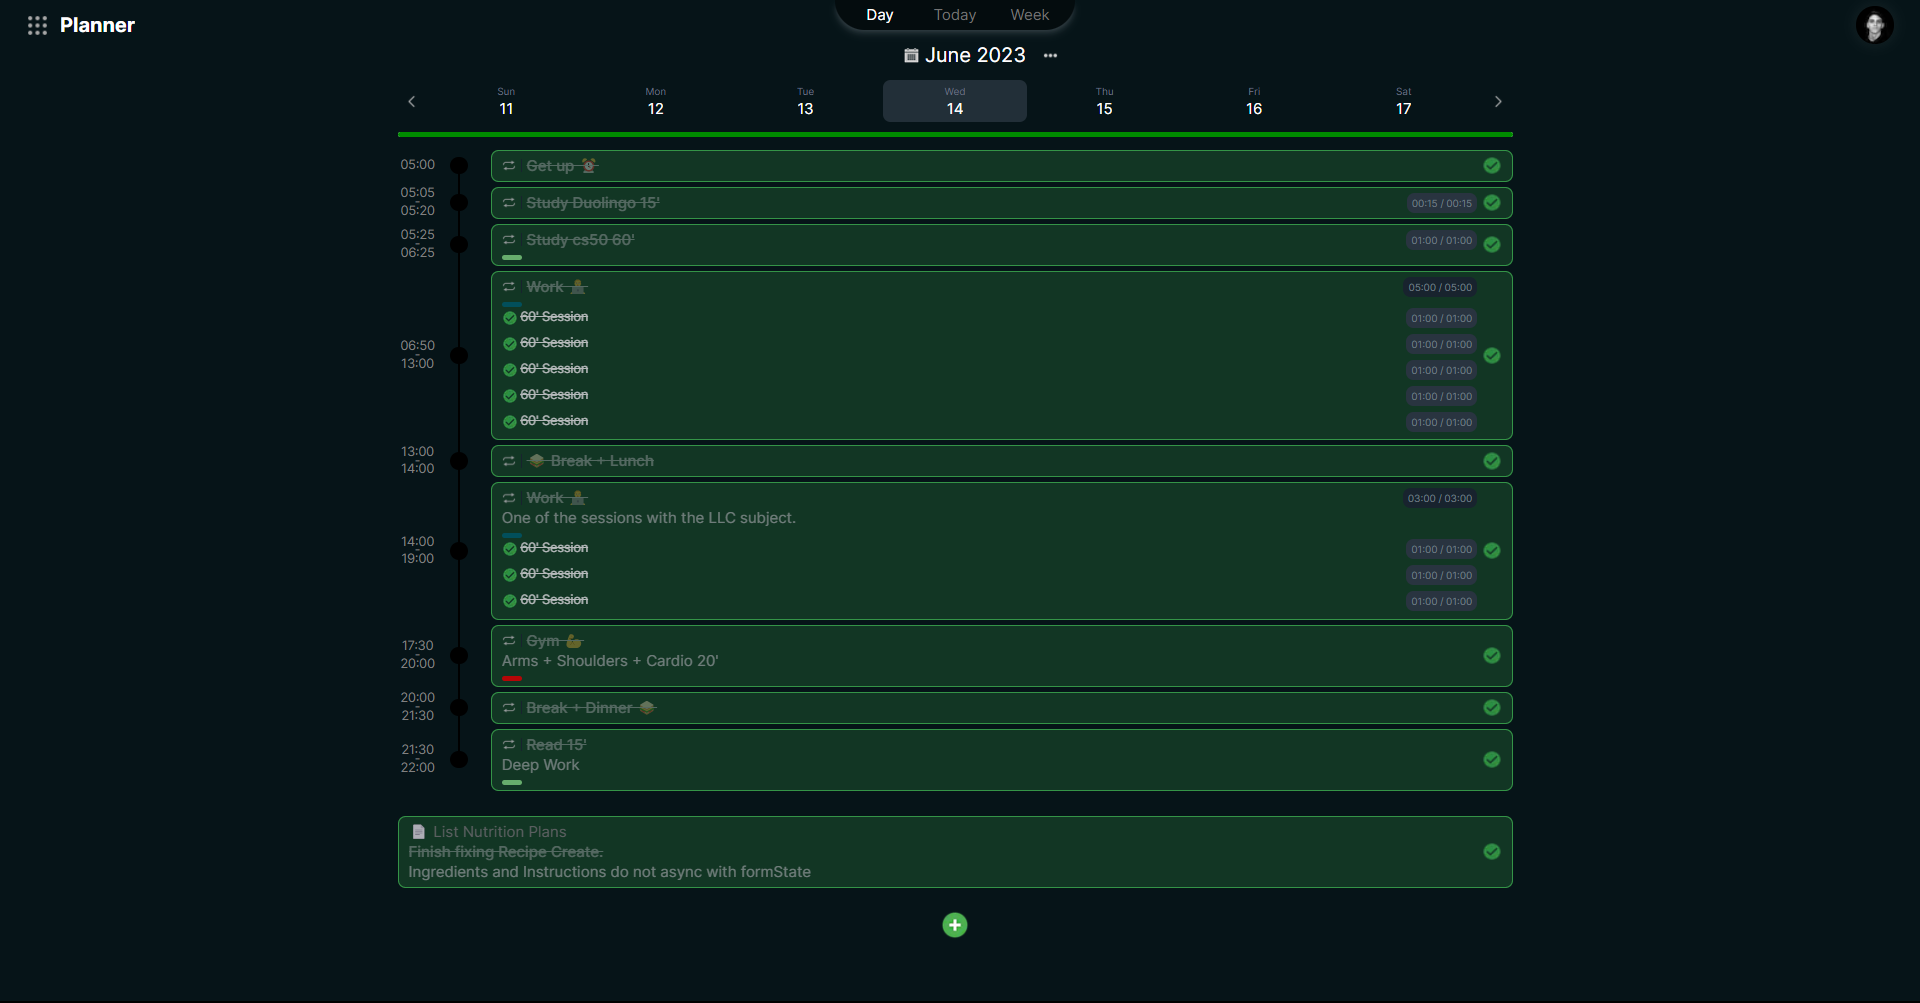 Planner
Day Today Week
June 2023
Sun Mon Tue Wed Thu Fri Sat
11 12 13 14 15 16 17
05:00 Get up
05:05 - 05:20 Study Duolingo 15' 00:15 / 00:15
05:25 - 06:25 Study cs50 60' 01:00 / 01:00
06:50 - 13:00 Work 05:00 / 05:00
60' Session 01:00 / 01:00
60' Session 01:00 / 01:00
60' Session 01:00 / 01:00
60' Session 01:00 / 01:00
60' Session 01:00 / 01:00
13:00 - 14:00 Break + Lunch
14:00 - 19:00 Work 03:00 / 03:00
One of the sessions with the LLC subject.
60' Session 01:00 / 01:00
60' Session 01:00 / 01:00
60' Session 01:00 / 01:00
17:30 - 20:00 Gym
Arms + Shoulders + Cardio 20'
20:00 - 21:30 Break + Dinner
21:30 - 22:00 Read 15'
Deep Work
List Nutrition Plans
Finish fixing Recipe Create.
Ingredients and Instructions do not async with formState